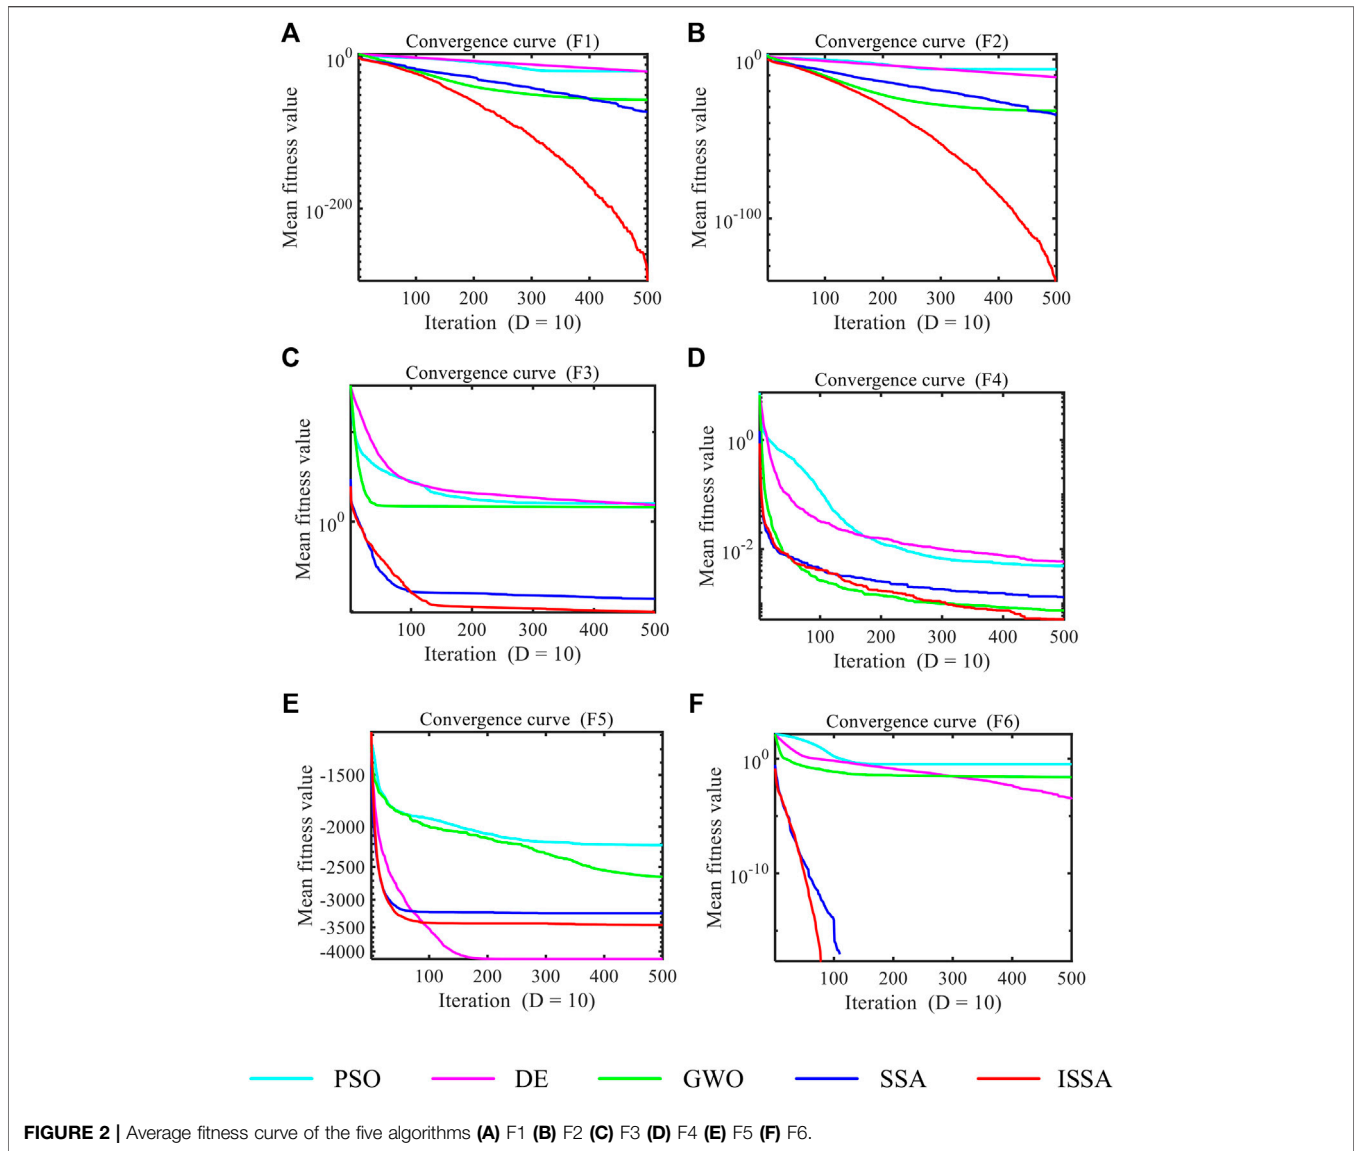 A
Convergence curve (F1)
Mean fitness value
10^0
10^-200
100 200 300 400 500
Iteration (D = 10)
B
Convergence curve (F2)
Mean fitness value
10^0
10^-100
100 200 300 400 500
Iteration (D = 10)
C
Convergence curve (F3)
Mean fitness value
10^0
100 200 300 400 500
Iteration (D = 10)
D
Convergence curve (F4)
Mean fitness value
10^0
10^-2
100 200 300 400 500
Iteration (D = 10)
E
Convergence curve (F5)
Mean fitness value
-1500
-2000
-2500
-3000
-3500
-4000
100 200 300 400 500
Iteration (D = 10)
F
Convergence curve (F6)
Mean fitness value
10^0
10^-10
100 200 300 400 500
Iteration (D = 10)
PSO DE GWO SSA ISSA
FIGURE 2 | Average fitness curve of the five algorithms (A) F1 (B) F2 (C) F3 (D) F4 (E) F5 (F) F6.